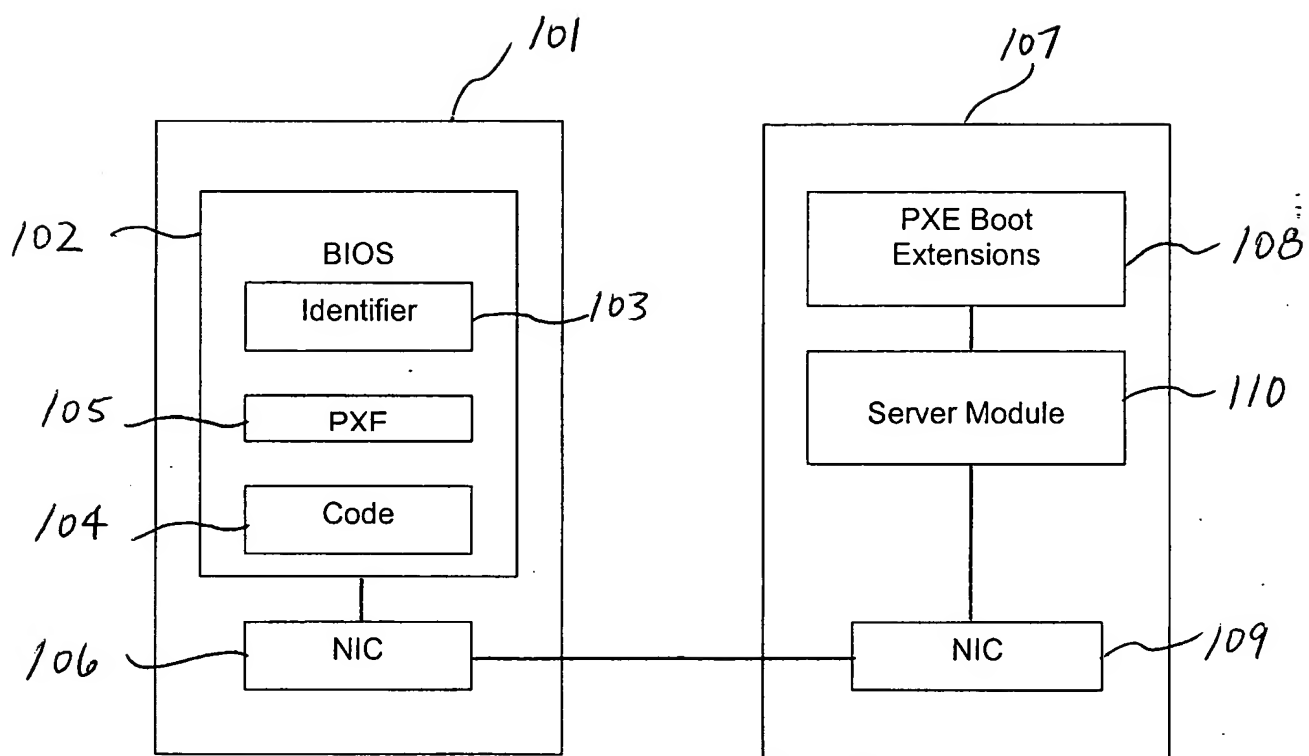 101
107
102
BIOS
Identifier
103
105
PXF
104
Code
106
NIC
PXE Boot
Extensions
108
Server Module
110
NIC
109